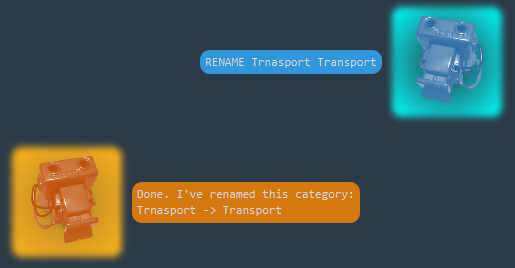 RENAME Trnasport Transport
Done. I've renamed this category:
Trnasport -> Transport